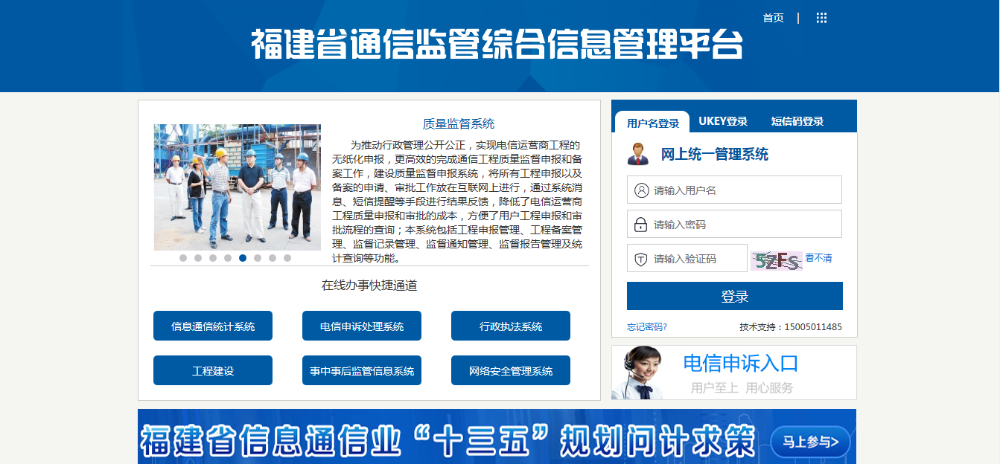 首页 |
福建省通信监管综合信息管理平台
质量监督系统
为推动行政管理公开公正，实现电信运营商工程的
无纸化申报，更高效的完成通信工程质量监督申报和备
案工作，建设质量监督申报系统，将所有工程申报以及
备案的申请、审批工作放在互联网上进行，通过系统消
息、短信提醒等手段进行结果反馈，降低了电信运营商
工程质量申报和审批的成本，方便了用户工程申报和审
批流程的查询；本系统包括工程申报管理、工程备案管
理、监督记录管理、监督通知管理、监督报告管理及统
计查询等功能。
在线办事快捷通道
信息通信统计系统 电信申诉处理系统 行政执法系统
工程建设 事中事后监管信息系统 网络安全管理系统
用户名登录 UKEY登录 短信码登录
网上统一管理系统
请输入用户名
请输入密码
请输入验证码 5ZFS 看不清
登录
忘记密码? 技术支持：15005011485
电信申诉入口
用户至上 用心服务
福建省信息通信业“十三五”规划问计求策 马上参与>